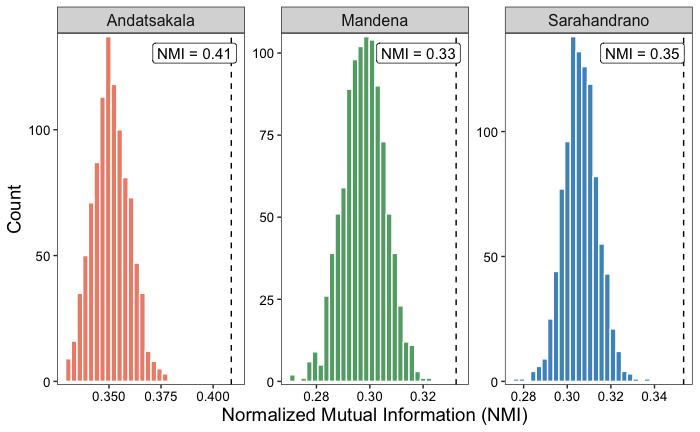 Andatsakala
Mandena
Sarahandrano
NMI = 0.41
NMI = 0.33
NMI = 0.35
Count
0
50
100
0
25
50
75
100
0
50
100
0.350
0.375
0.400
0.28
0.30
0.32
0.28
0.30
0.32
0.34
Normalized Mutual Information (NMI)